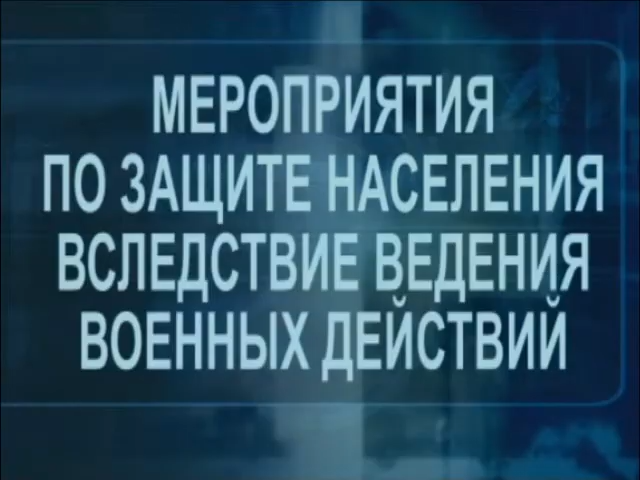 МЕРОПРИЯТИЯ
ПО ЗАЩИТЕ НАСЕЛЕНИЯ
ВСЛЕДСТВИЕ ВЕДЕНИЯ
ВОЕННЫХ ДЕЙСТВИЙ